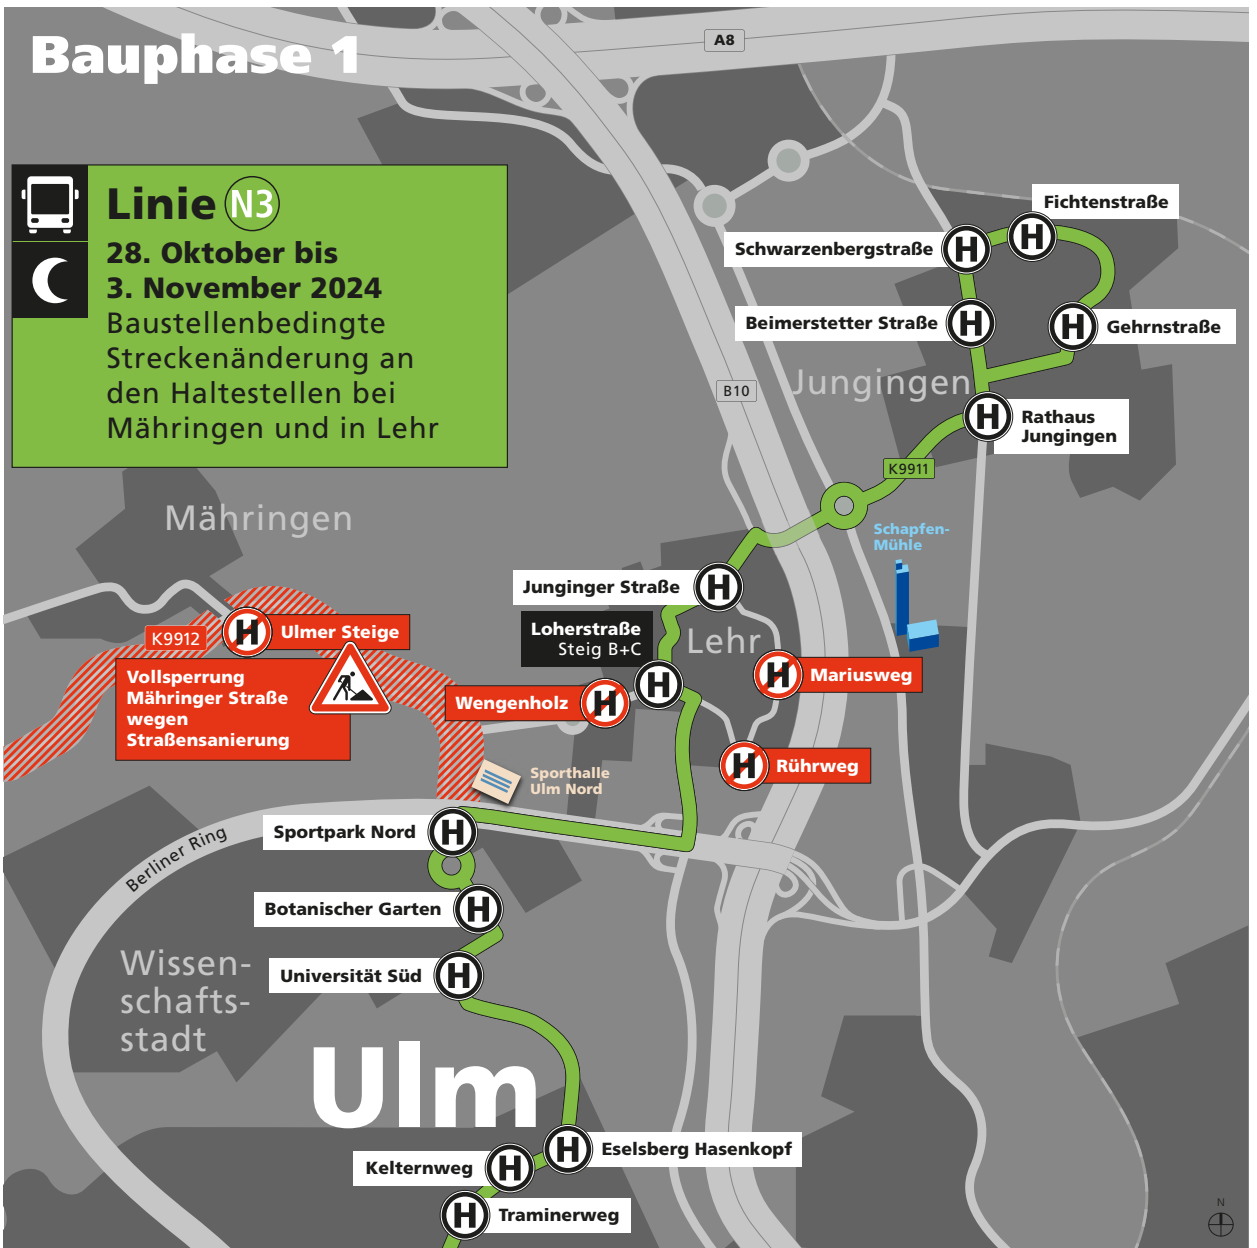 Bauphase 1
A8
Linie N3
28. Oktober bis
3. November 2024
Baustellenbedingte
Streckenänderung an
den Haltestellen bei
Mähringen und in Lehr
Fichtenstraße
H
Schwarzenbergstraße
H
Beimerstetter Straße
H
H
Gehrnstraße
B10
Jungingen
H
Rathaus
Jungingen
K9911
Mähringen
Schapfen-
Mühle
Junginger Straße
H
Loherstraße
Steig B+C
Lehr
K9912
H
Ulmer Steige
Vollsperrung
Mähringer Straße
wegen
Straßensanierung
Wengenholz
H
H
H
Mariusweg
H
Rührweg
Sporthalle
Ulm Nord
Berliner Ring
Sportpark Nord
H
Botanischer Garten
H
Universität Süd
H
Wissen-
schafts-
stadt
Ulm
H
Eselsberg Hasenkopf
Kelternweg
H
H
Traminerweg
N